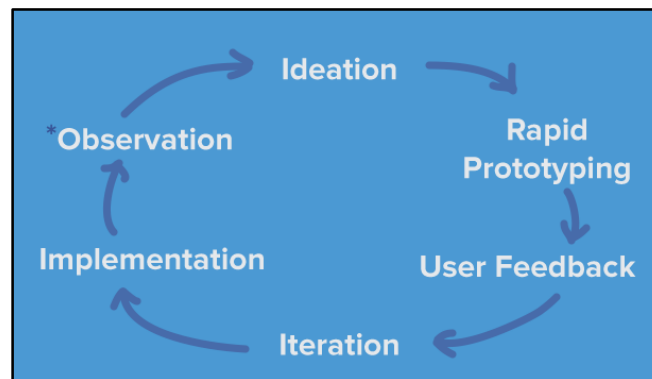 Ideation
*Observation
Rapid
Prototyping
Implementation
User Feedback
Iteration